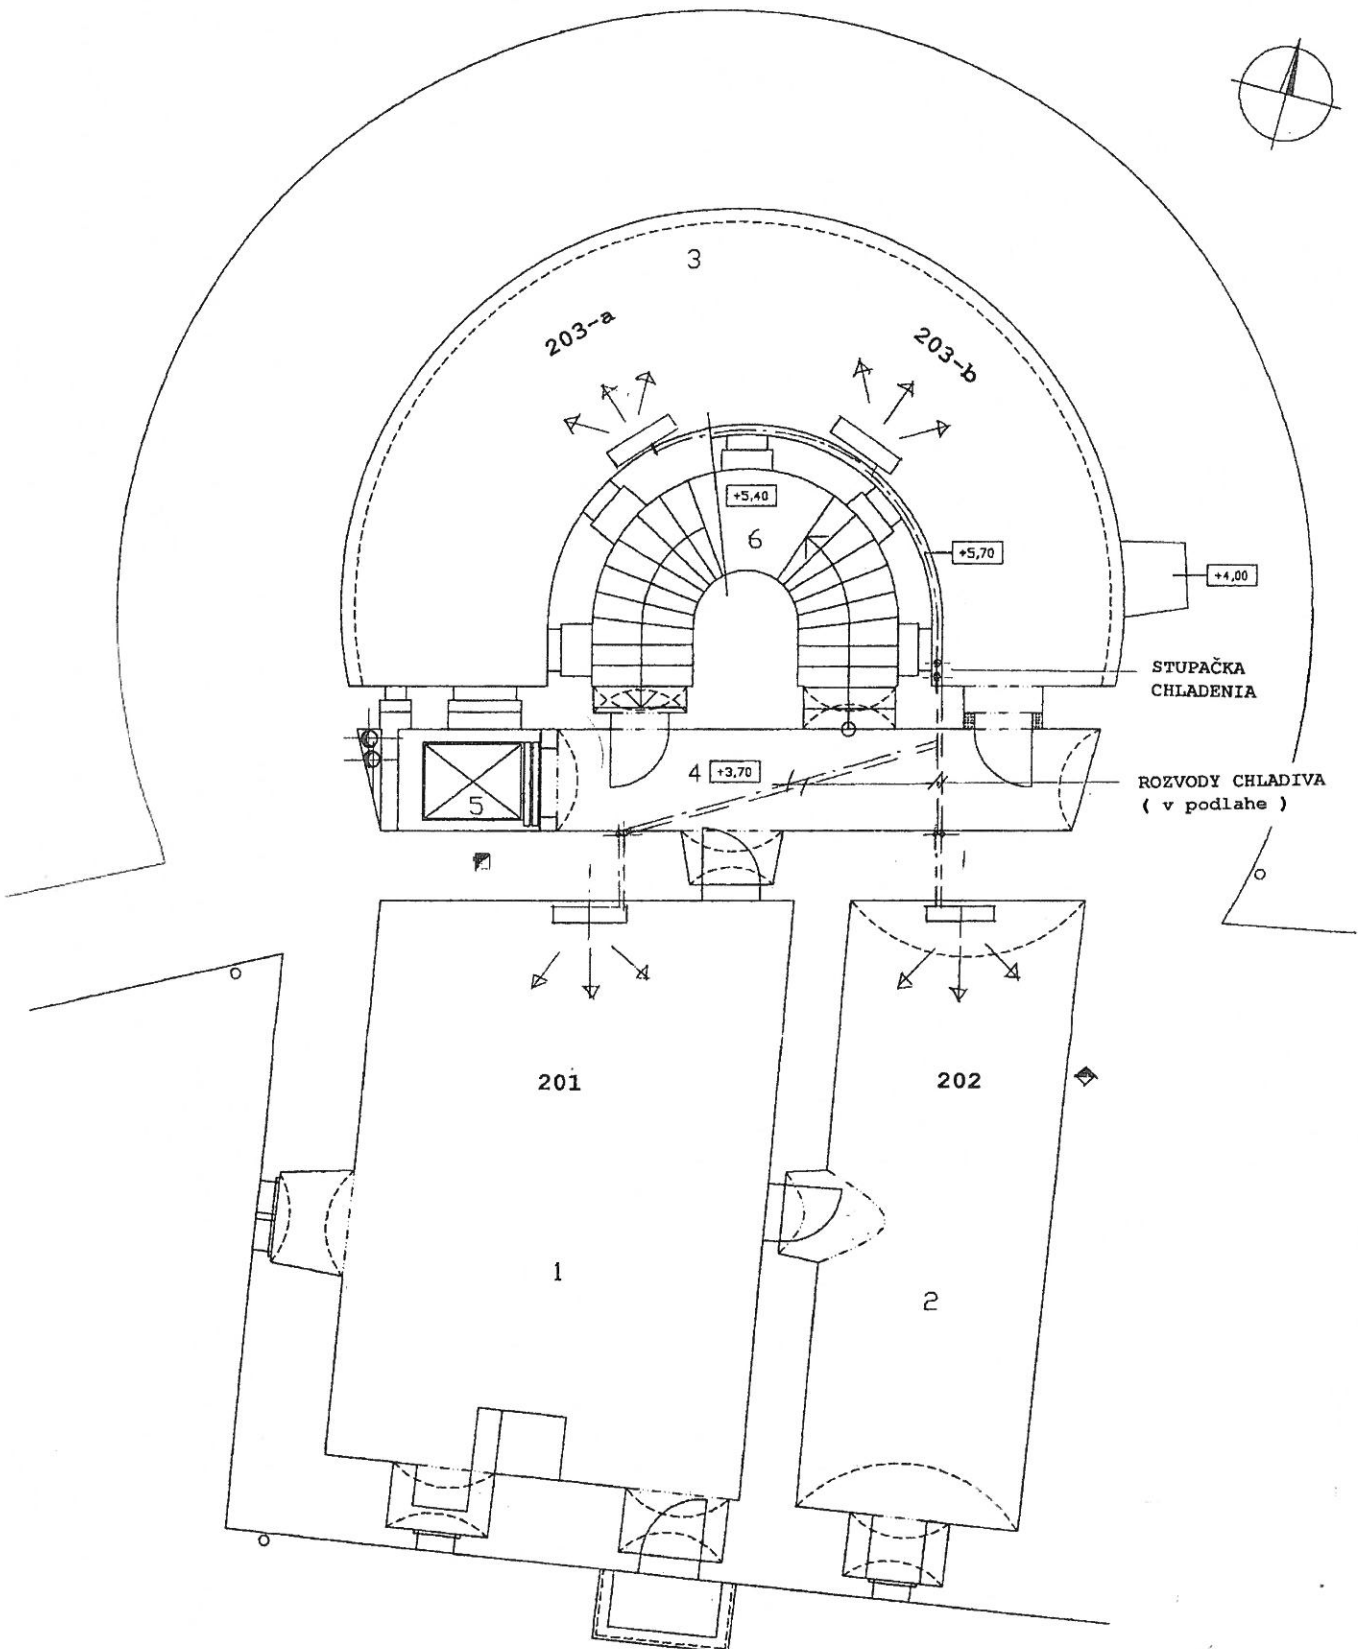 3
203-a
203-b
+5,40
6
+5,70
+4,00
STUPAČKA
CHLADENIA
4
+3,70
5
ROZVODY CHLADIVA
( v podlahe )
201
202
1
2